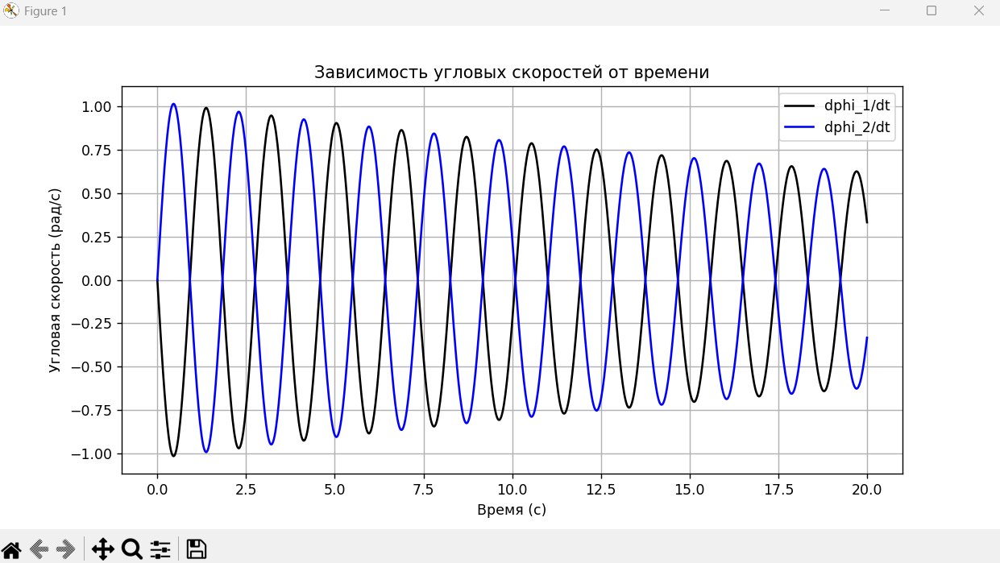 Figure 1
Зависимость угловых скоростей от времени
dphi_1/dt
dphi_2/dt
Угловая скорость (рад/с)
1.00
0.75
0.50
0.25
0.00
−0.25
−0.50
−0.75
−1.00
0.0 2.5 5.0 7.5 10.0 12.5 15.0 17.5 20.0
Время (с)